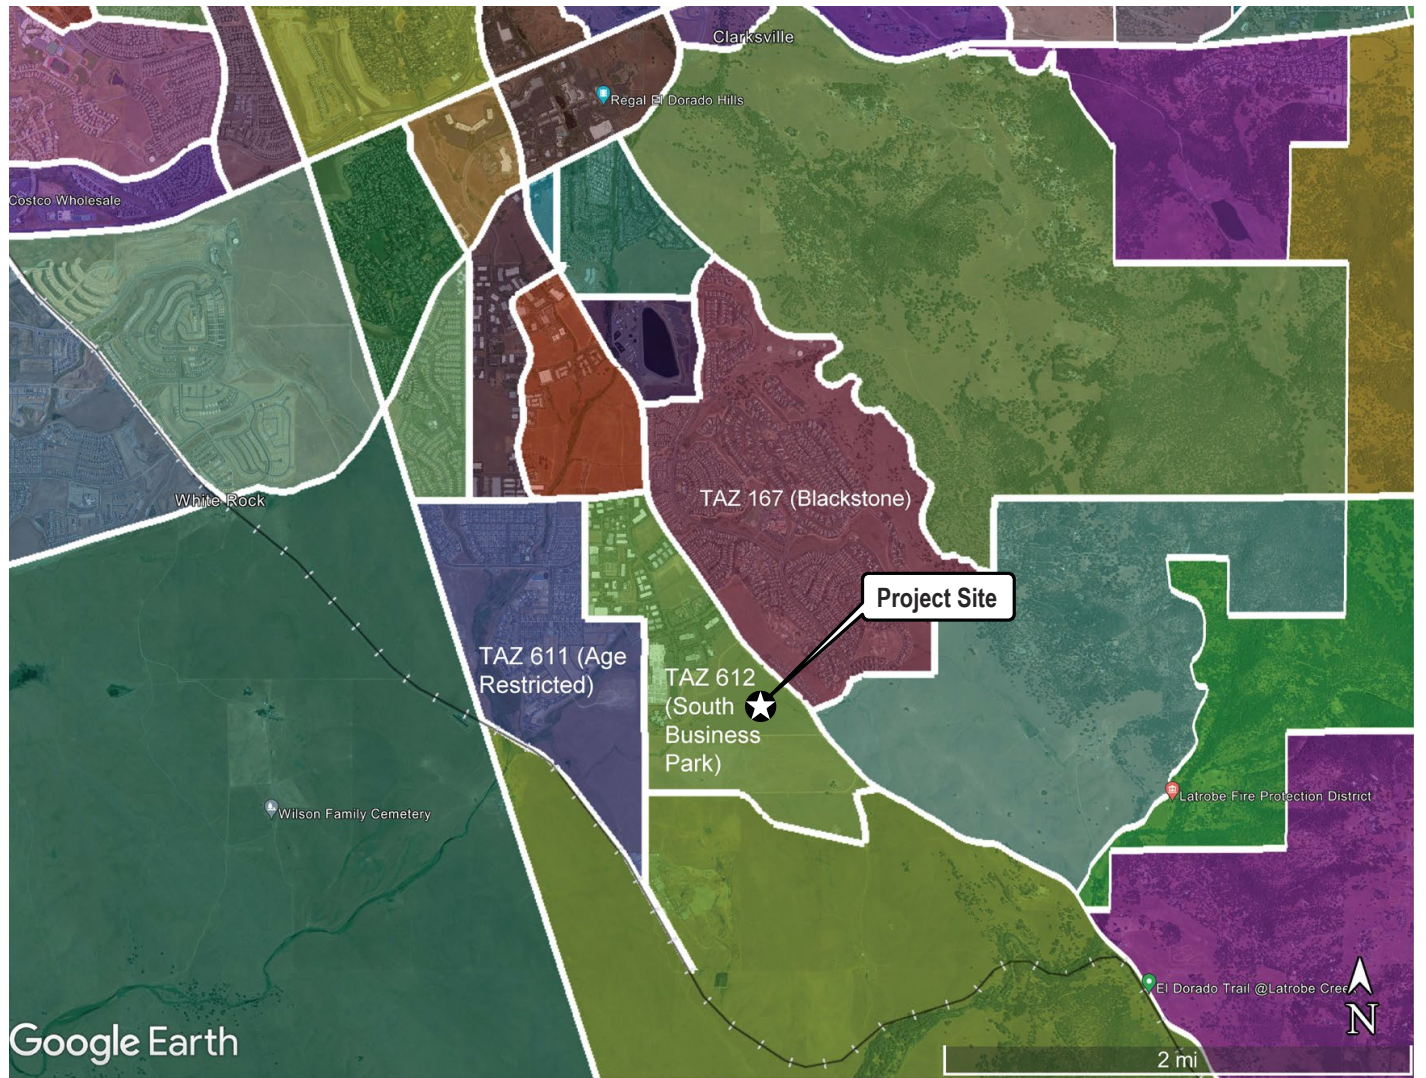 Clarksville
Regal El Dorado Hills
Costco Wholesale
White Rock
TAZ 167 (Blackstone)
Project Site
TAZ 611 (Age
Restricted)
TAZ 612
(South
Business
Park)
Wilson Family Cemetery
Latrobe Fire Protection District
El Dorado Trail @Latrobe Cree
N
Google Earth
2 mi